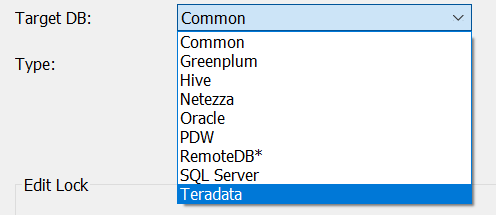 Target DB: Common
Common
Greenplum
Type:
Hive
Netezza
Oracle
PDW
RemoteDB*
SQL Server
Edit Lock
Teradata